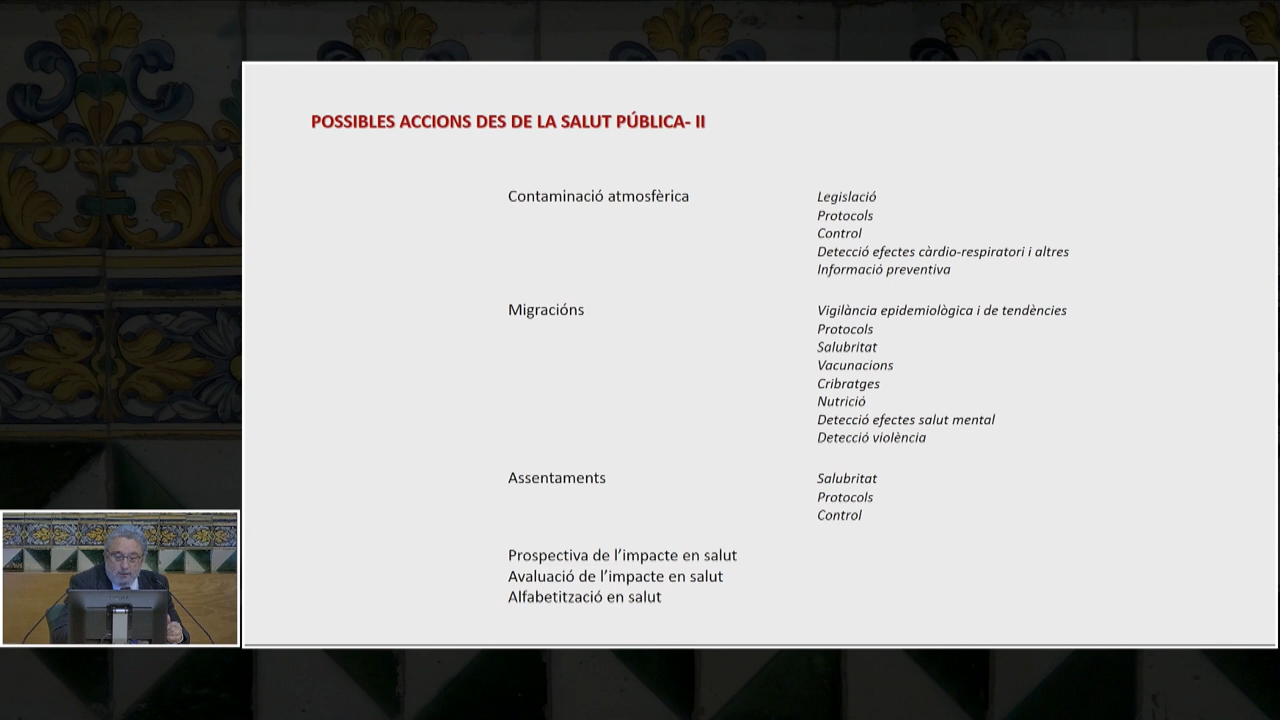 POSSIBLES ACCIONS DES DE LA SALUT PÚBLICA- II
Contaminació atmosfèrica
Legislació
Protocols
Control
Detecció efectes càrdio-respiratori i altres
Informació preventiva
Migracións
Vigilància epidemiològica i de tendències
Protocols
Salubritat
Vacunacions
Cribratges
Nutrició
Detecció efectes salut mental
Detecció violència
Assentaments
Salubritat
Protocols
Control
Prospectiva de l’impacte en salut
Avaluació de l’impacte en salut
Alfabetització en salut